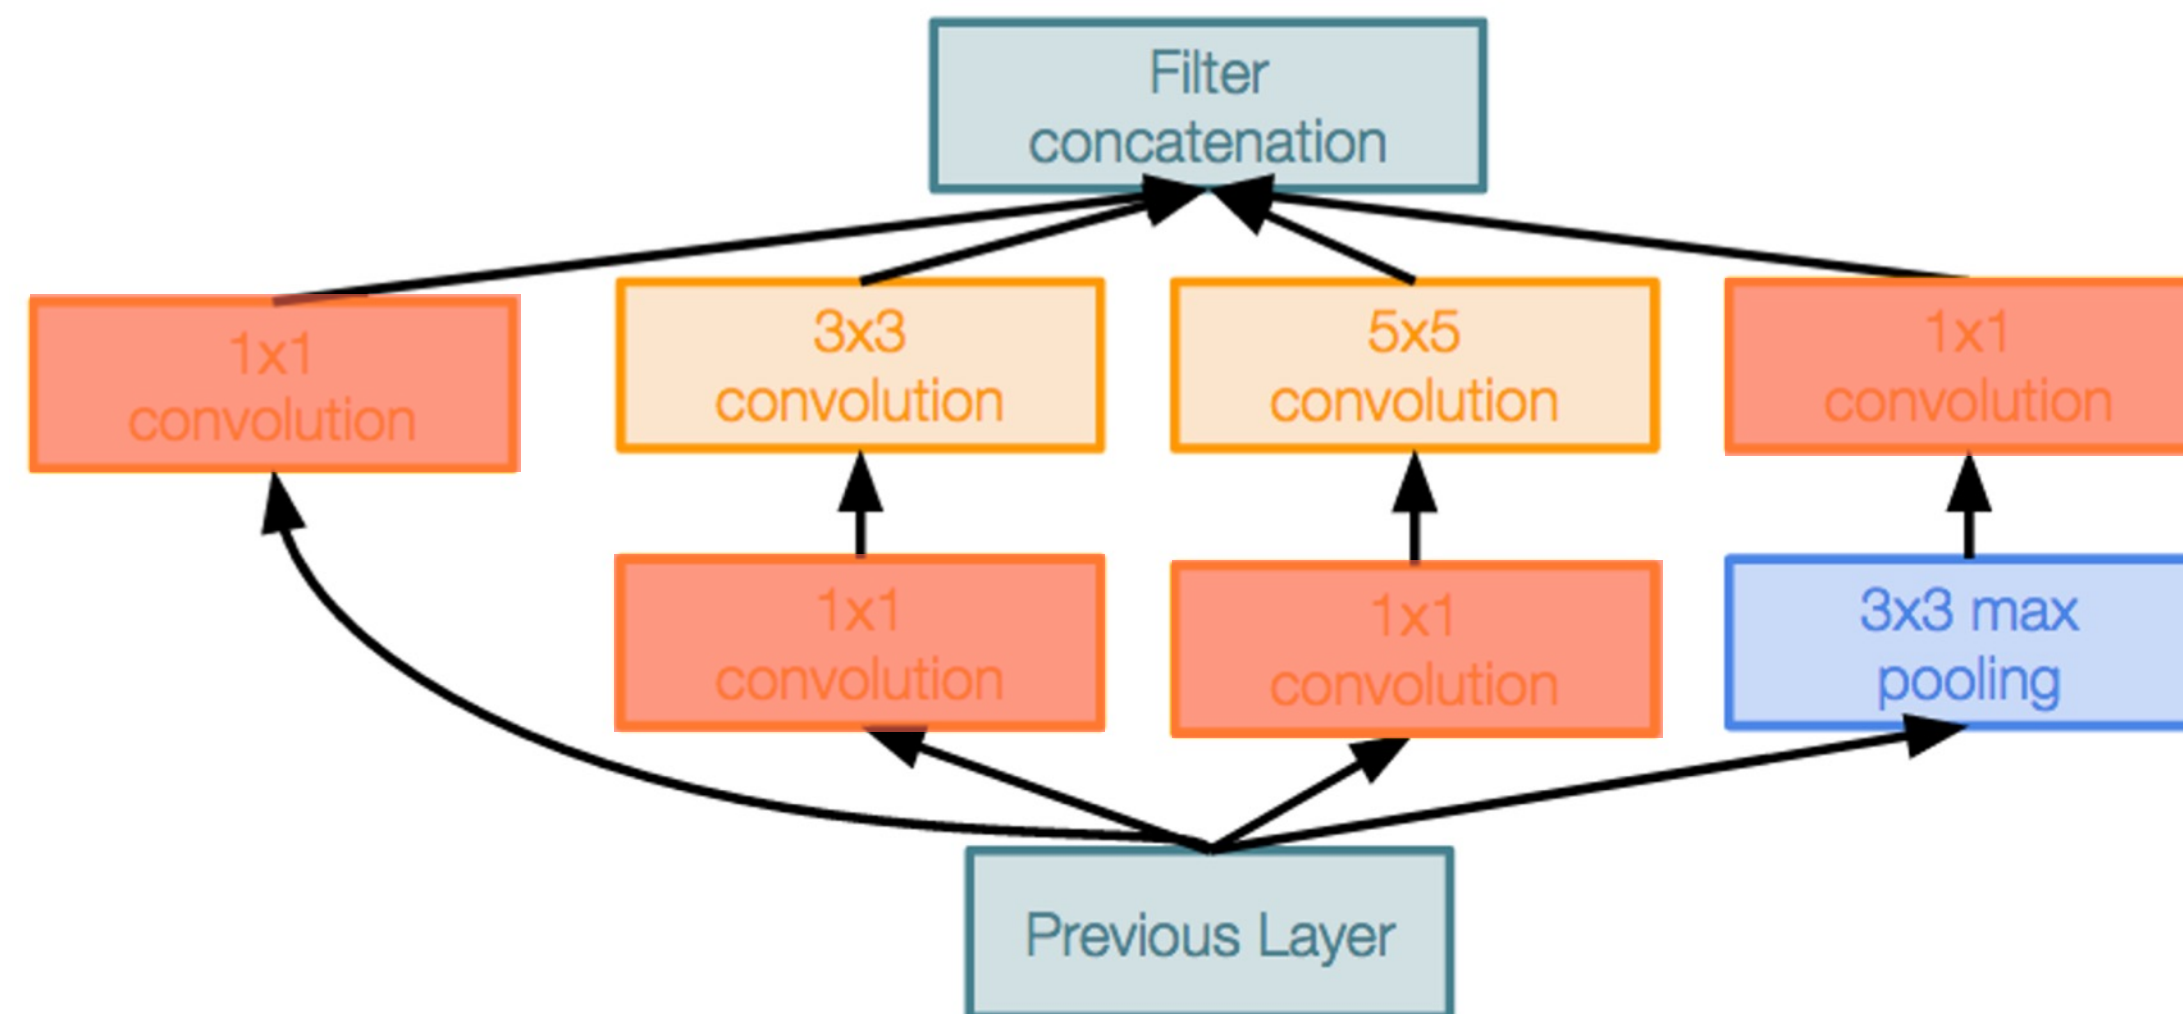 Filter
concatenation
1x1
convolution
3x3
convolution
5x5
convolution
1x1
convolution
1x1
convolution
1x1
convolution
3x3 max
pooling
Previous Layer